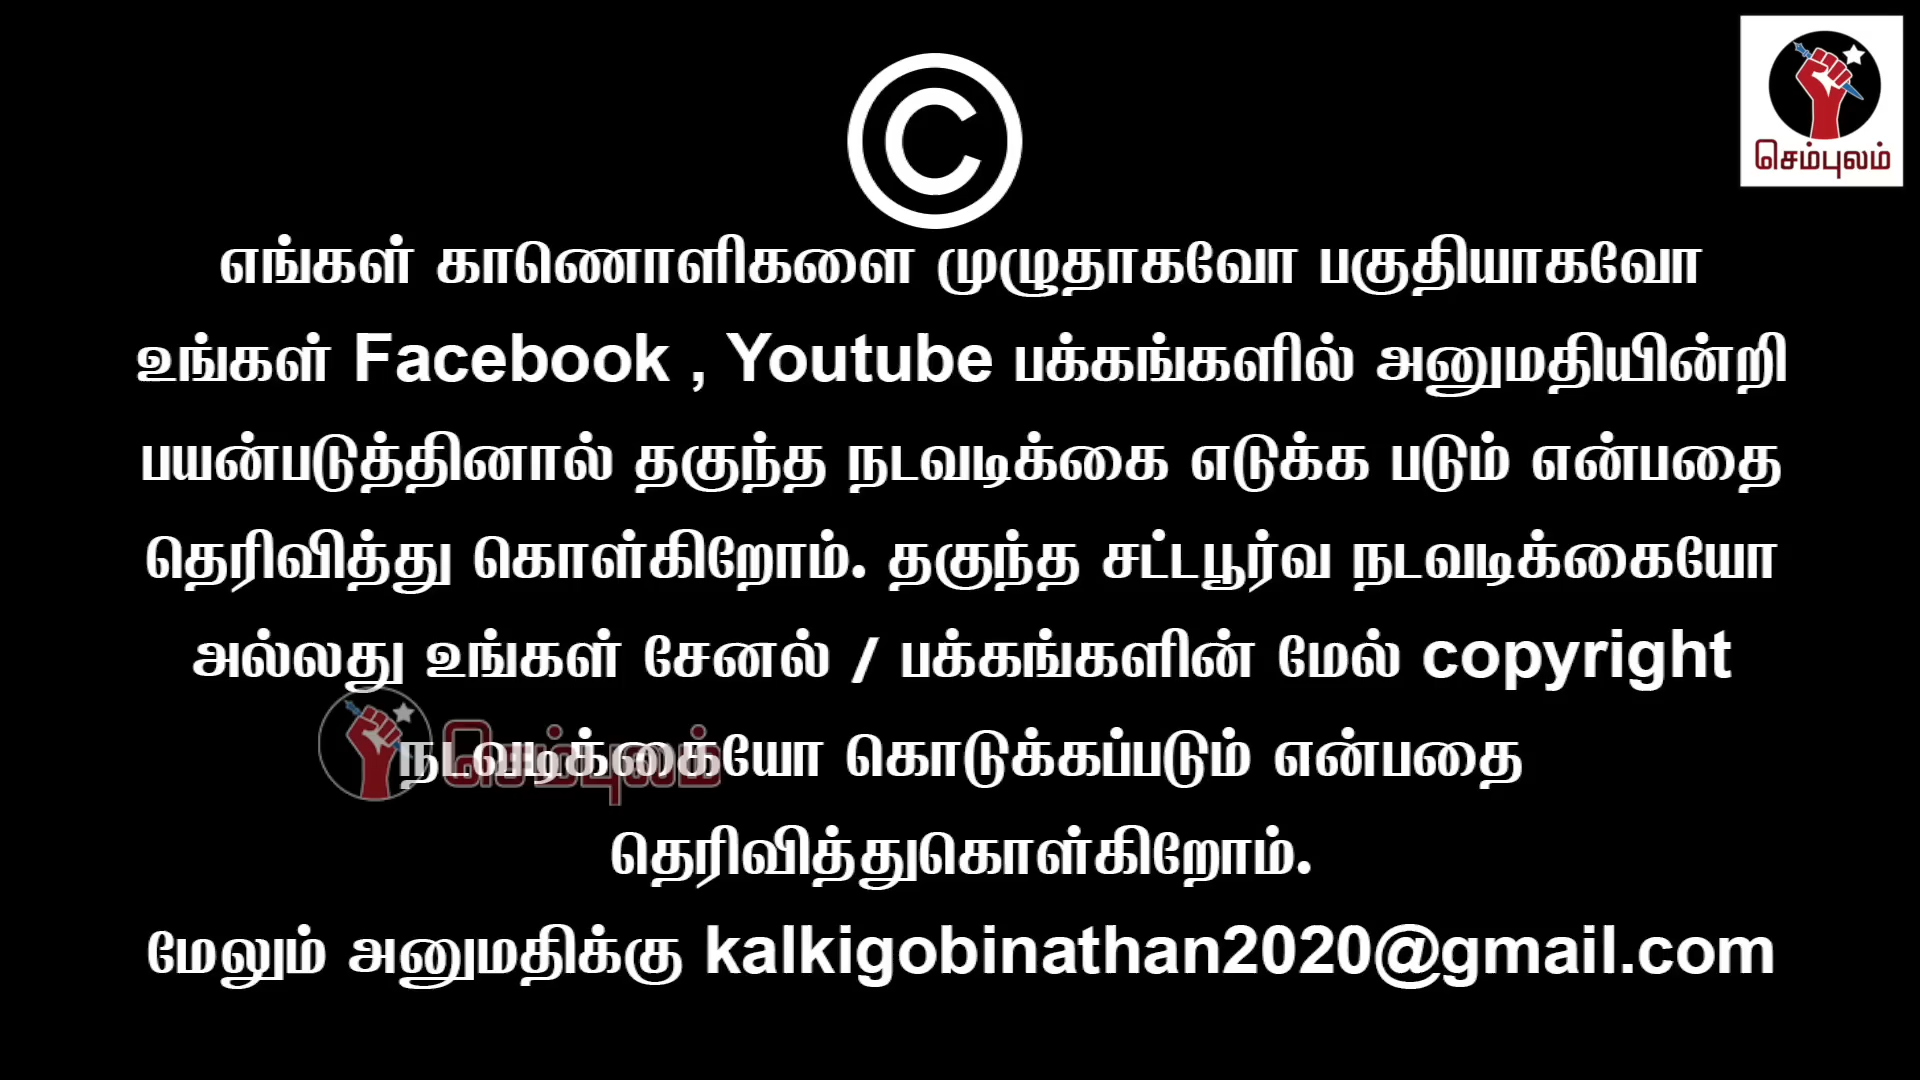 ©
செம்புலம்
எங்கள் காணொளிகளை முழுதாகவோ பகுதியாகவோ
உங்கள் Facebook , Youtube பக்கங்களில் அனுமதியின்றி
பயன்படுத்தினால் தகுந்த நடவடிக்கை எடுக்க படும் என்பதை
தெரிவித்து கொள்கிறோம். தகுந்த சட்டபூர்வ நடவடிக்கையோ
அல்லது உங்கள் சேனல் / பக்கங்களின் மேல் copyright
நடவடிக்கையோ கொடுக்கப்படும் என்பதை
செம்புலம்
தெரிவித்துகொள்கிறோம்.
மேலும் அனுமதிக்கு kalkigobinathan2020@gmail.com